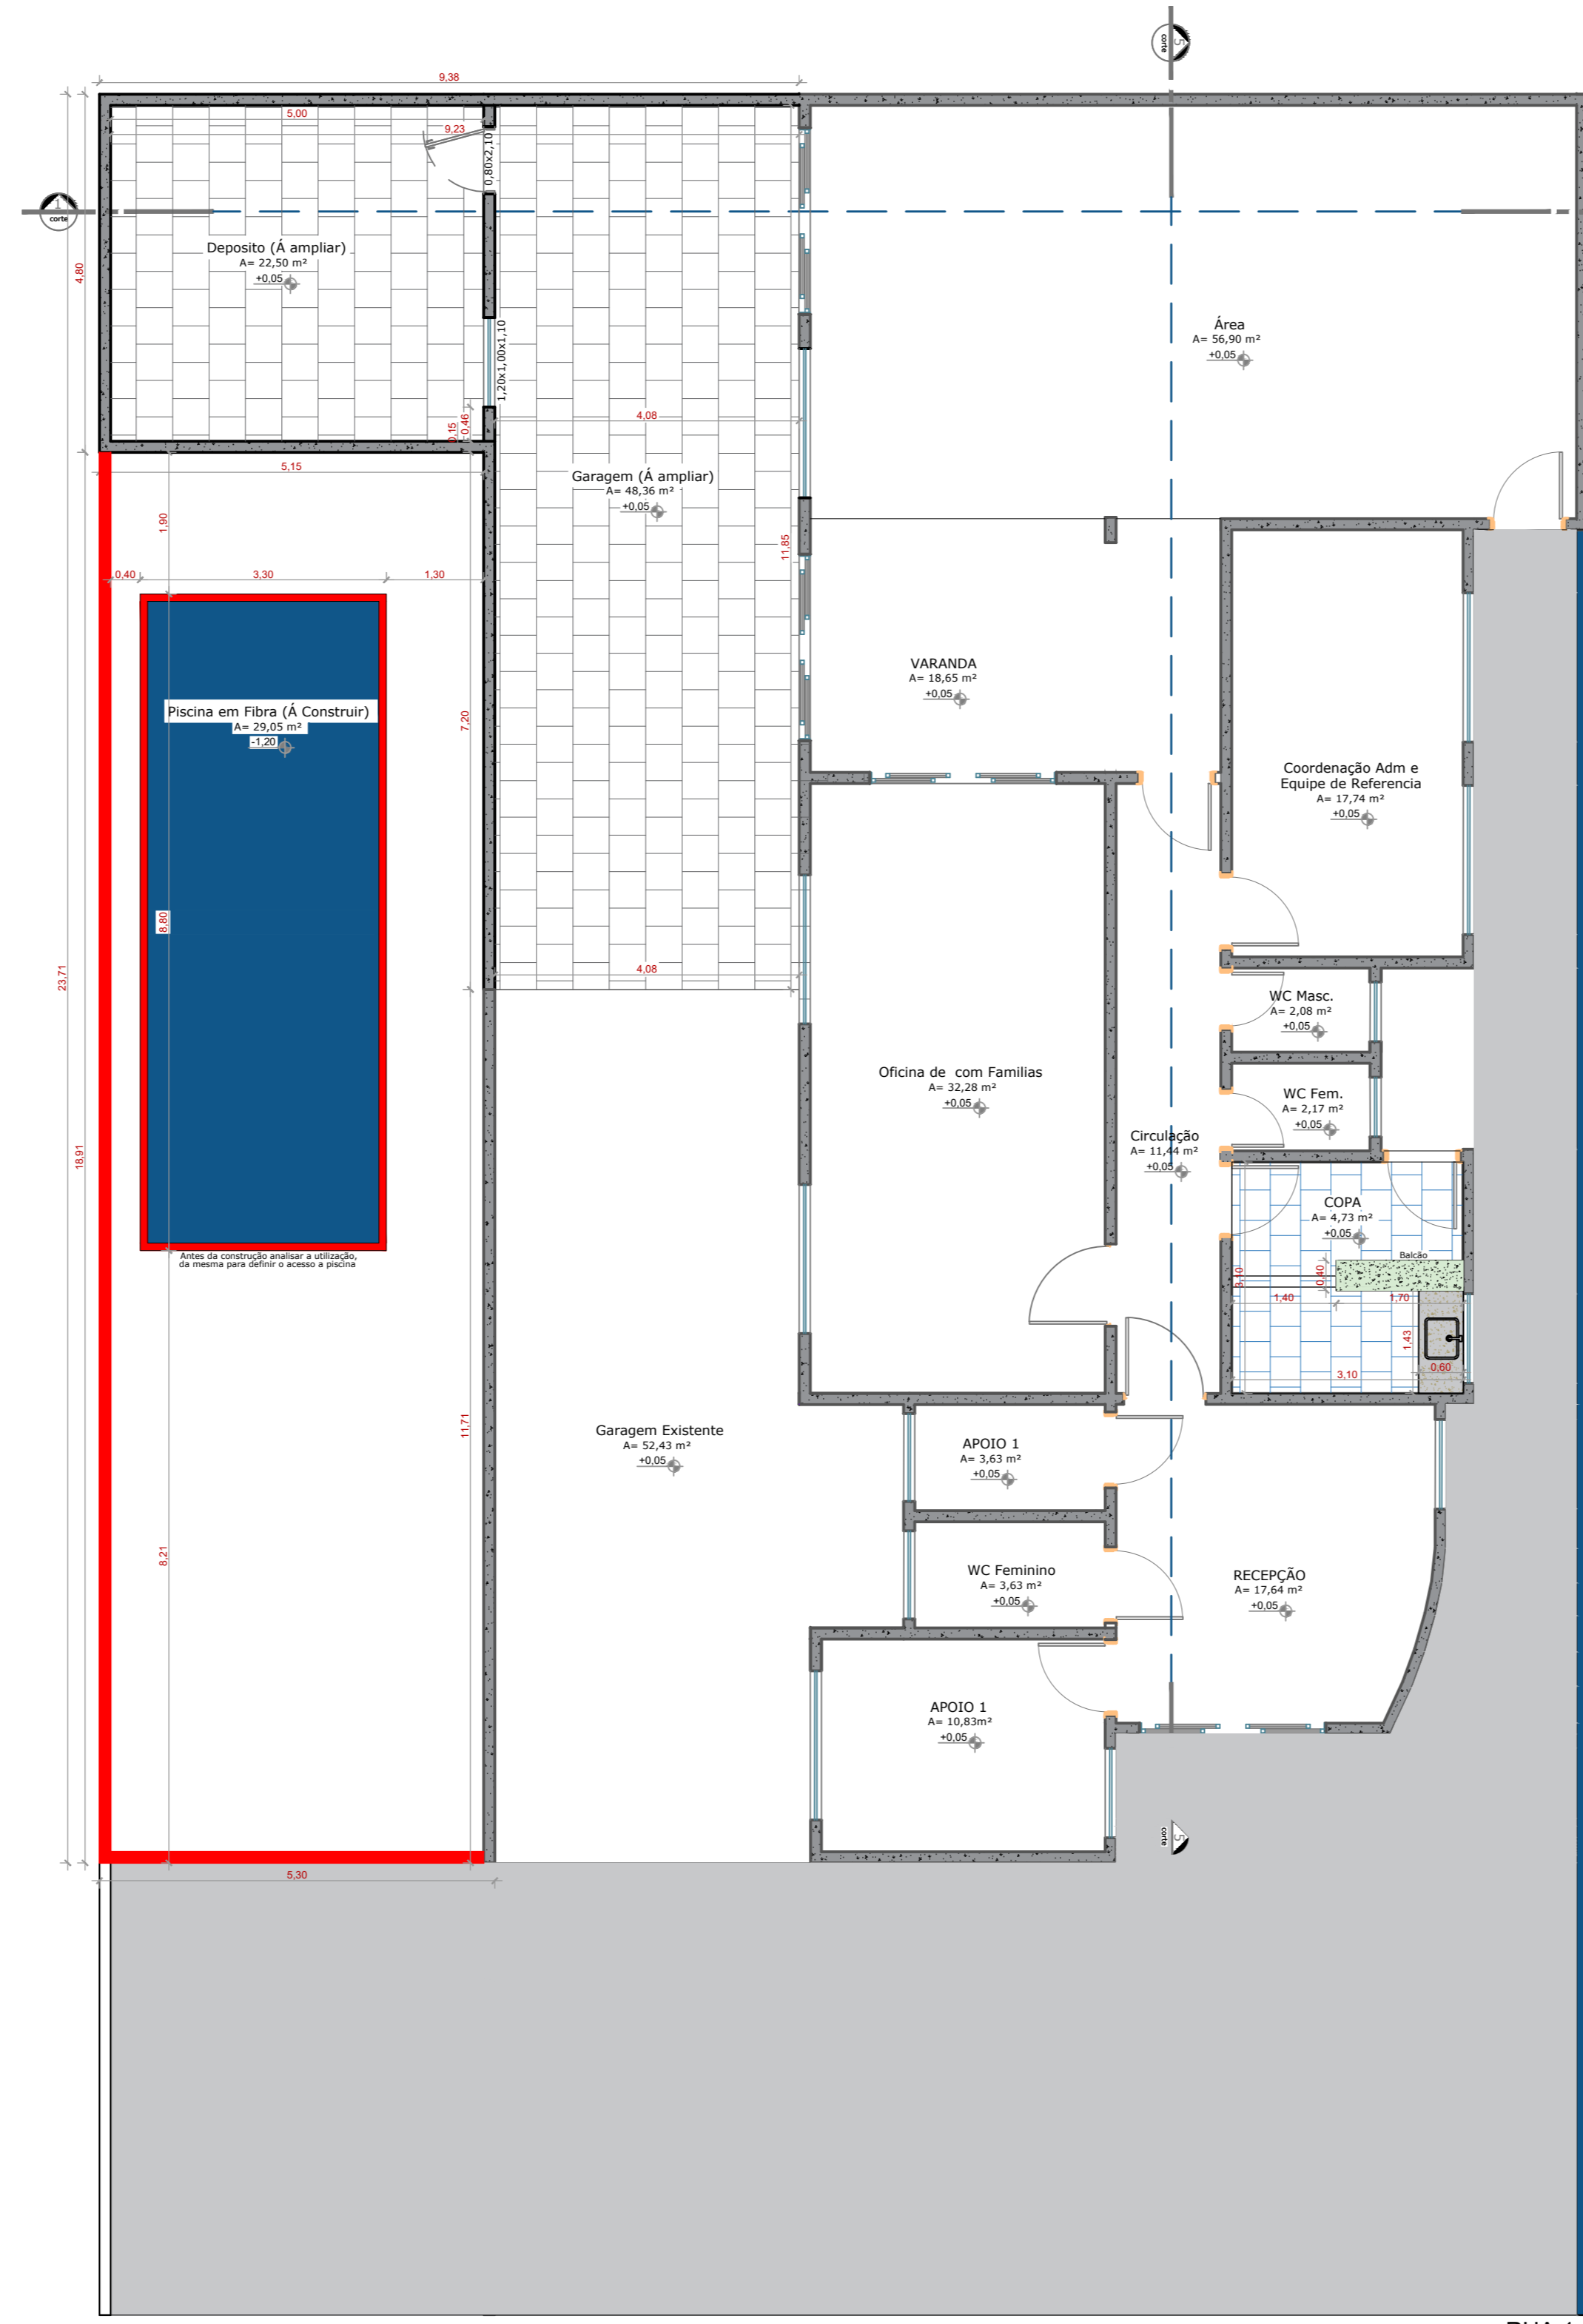 5
corte
9,38
5,00
9,23
0,80x2,10
1
corte
Deposito (Á ampliar)
A= 22,50 m²
+0,05
4,80
1,20x1,00x1,10
Área
A= 56,90 m²
+0,05
0,15
0,46
4,08
5,15
Garagem (Á ampliar)
A= 48,36 m²
+0,05
1,90
11,85
0,40
3,30
1,30
VARANDA
A= 18,65 m²
+0,05
Piscina em Fibra (Á Construir)
A= 29,05 m²
-1,20
7,20
Coordenação Adm e
Equipe de Referencia
A= 17,74 m²
+0,05
8,80
23,71
4,08
WC Masc.
A= 2,08 m²
+0,05
Oficina de  com Familias
A= 32,28 m²
+0,05
WC Fem.
A= 2,17 m²
+0,05
18,91
Circulação
A= 11,44 m²
+0,05
COPA
A= 4,73 m²
+0,05
Balcão
Antes da construção analisar a utilização,
da mesma para definir o acesso a piscina
3,10
0,40
1,40
1,70
1,43
3,10
0,60
11,71
Garagem Existente
A= 52,43 m²
+0,05
APOIO 1
A= 3,63 m²
+0,05
8,21
WC Feminino
A= 3,63 m²
+0,05
RECEPÇÃO
A= 17,64 m²
+0,05
APOIO 1
A= 10,83m²
+0,05
5
corte
5,30